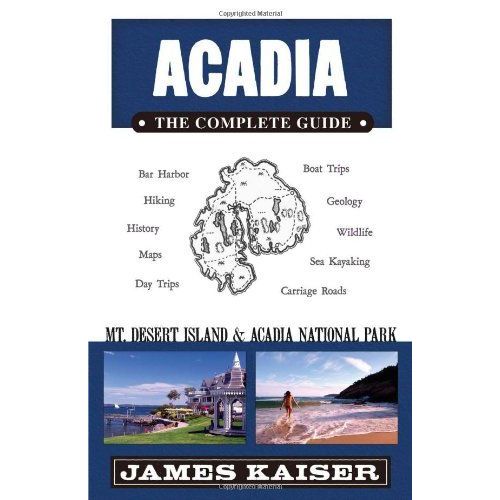 ACADIA
• THE COMPLETE GUIDE •
Bar Harbor
Hiking
History
Maps
Day Trips
Boat Trips
Geology
Wildlife
Sea Kayaking
Carriage Roads
MT. DESERT ISLAND & ACADIA NATIONAL PARK
JAMES KAISER